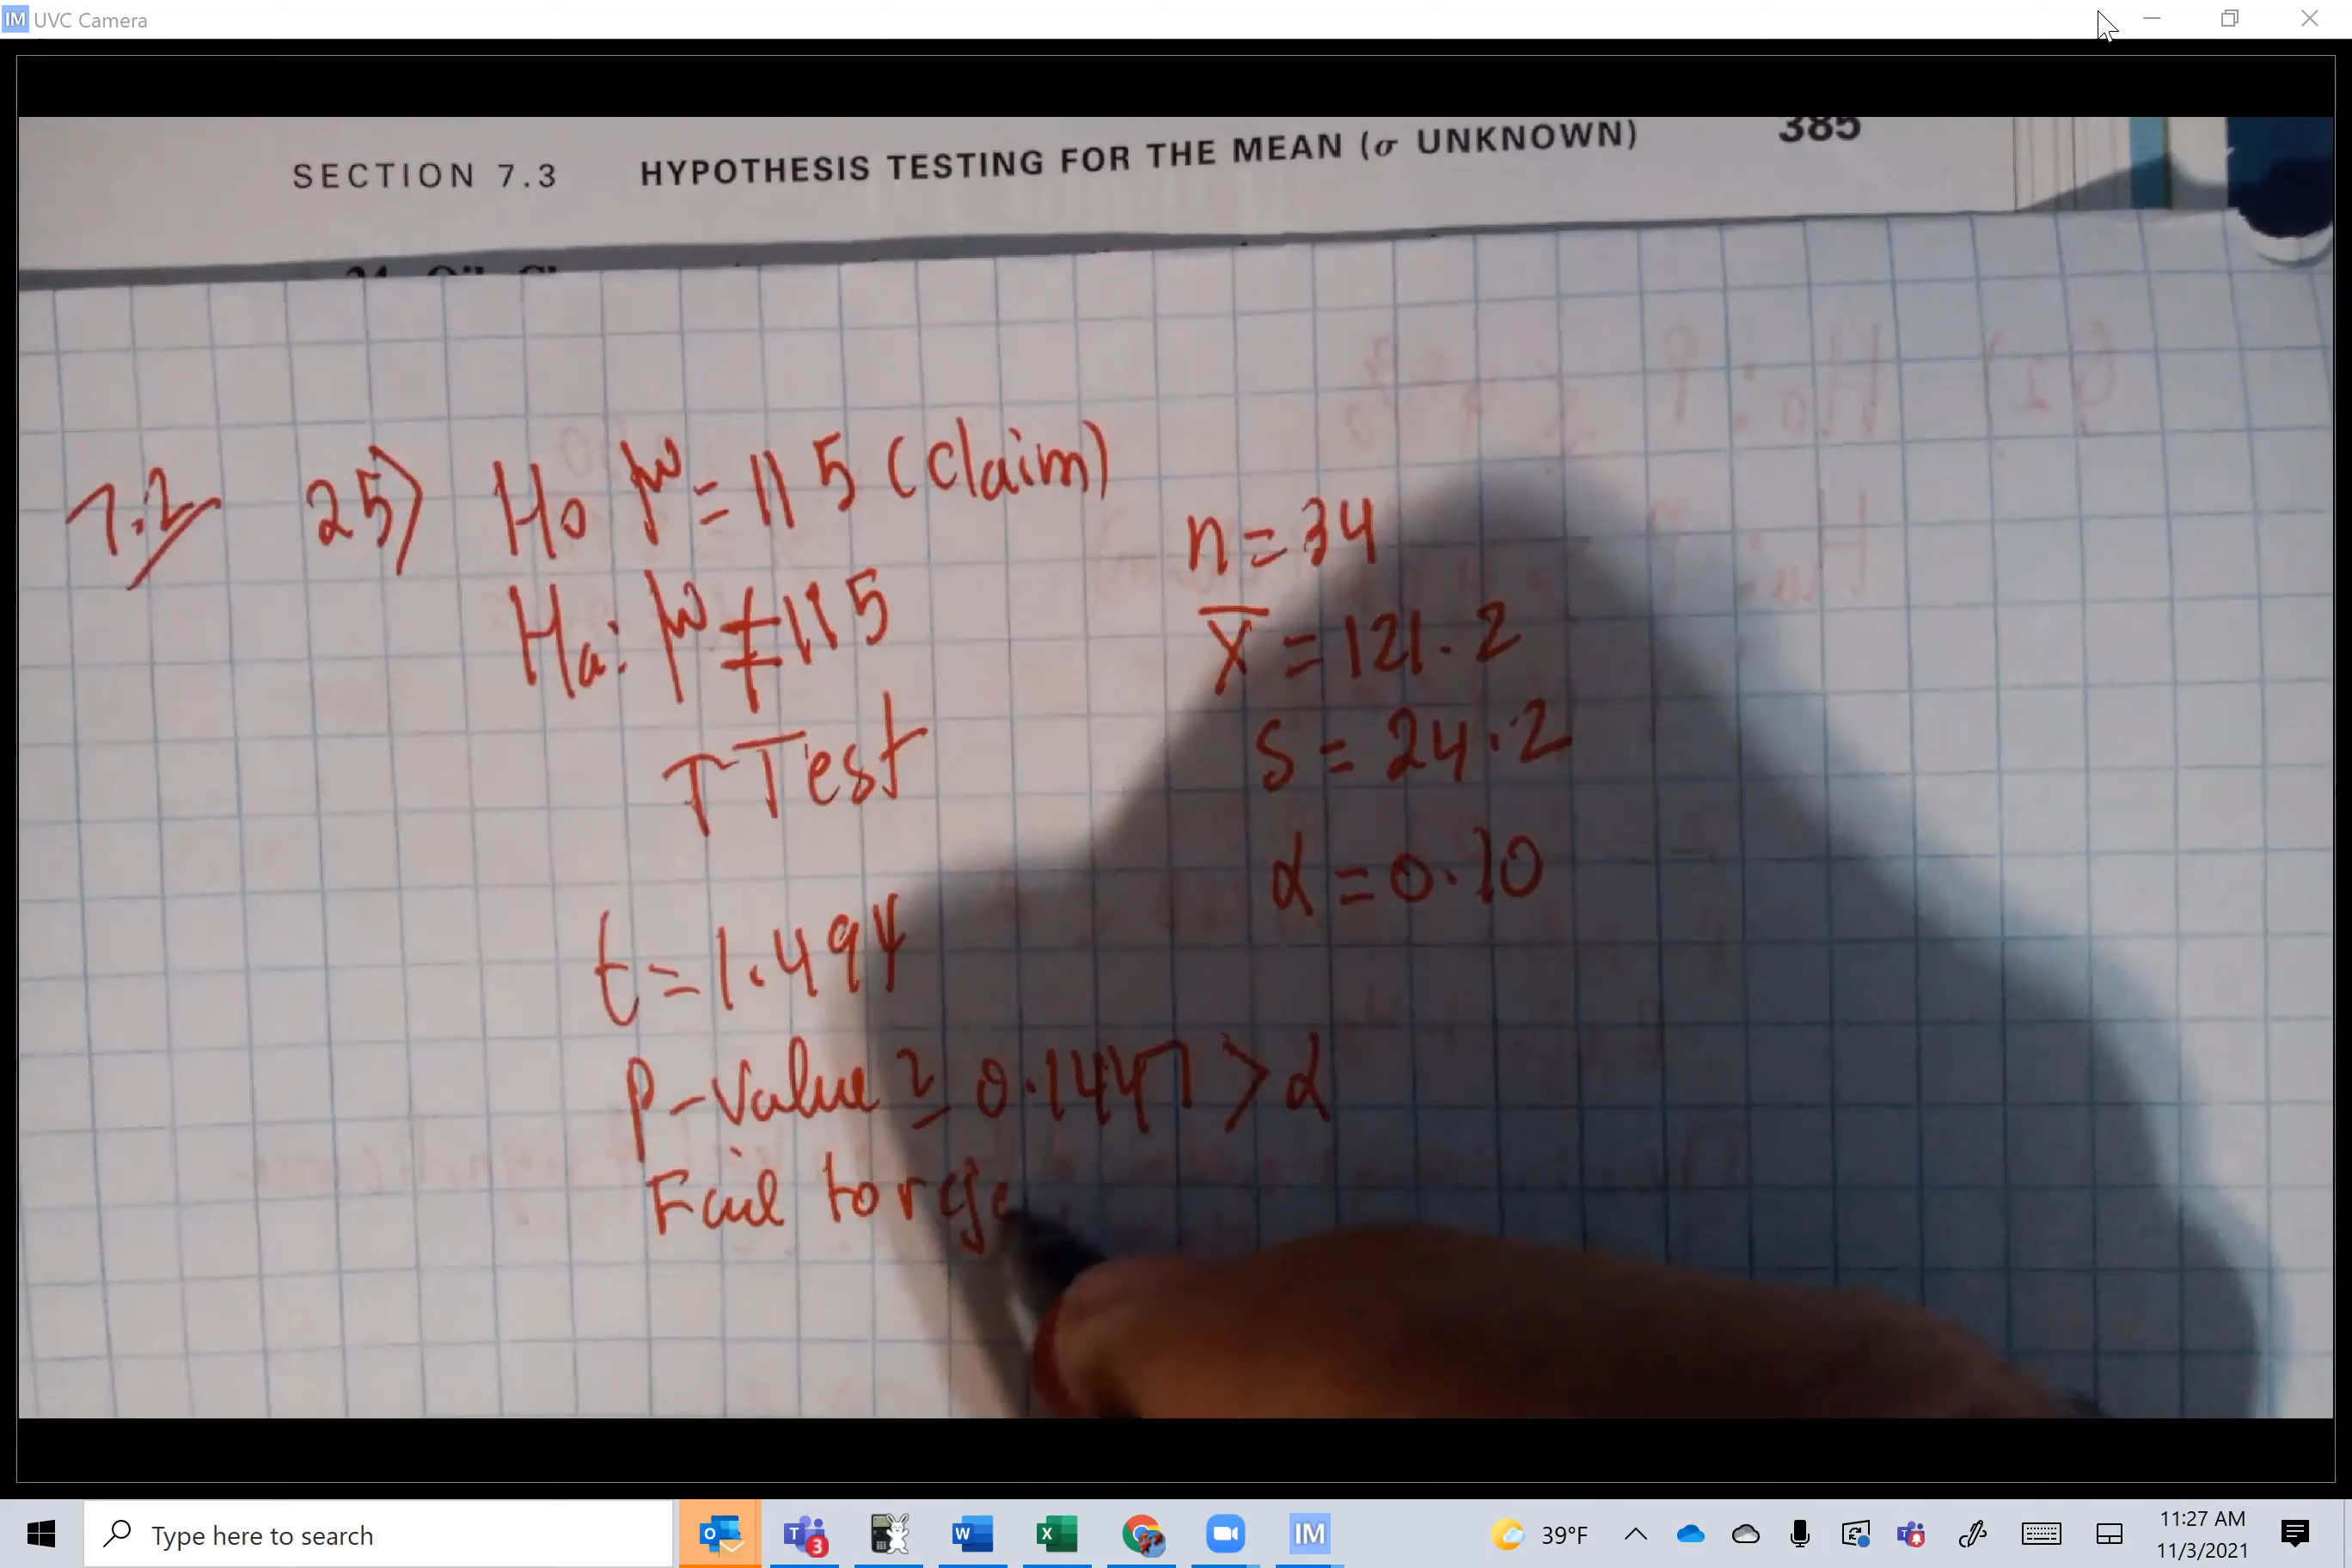 UVC Camera
SECTION 7.3 HYPOTHESIS TESTING FOR THE MEAN (σ UNKNOWN) 385
7.2 25) Ho μ = 115 (Claim)
Ha: μ ≠ 115
n = 34
x̄ = 121.2
s = 24.2
α = 0.10
T Test
t = 1.494
P-value ≈ 0.1447 > α
Fail to reje
Type here to search
39°F
11:27 AM
11/3/2021